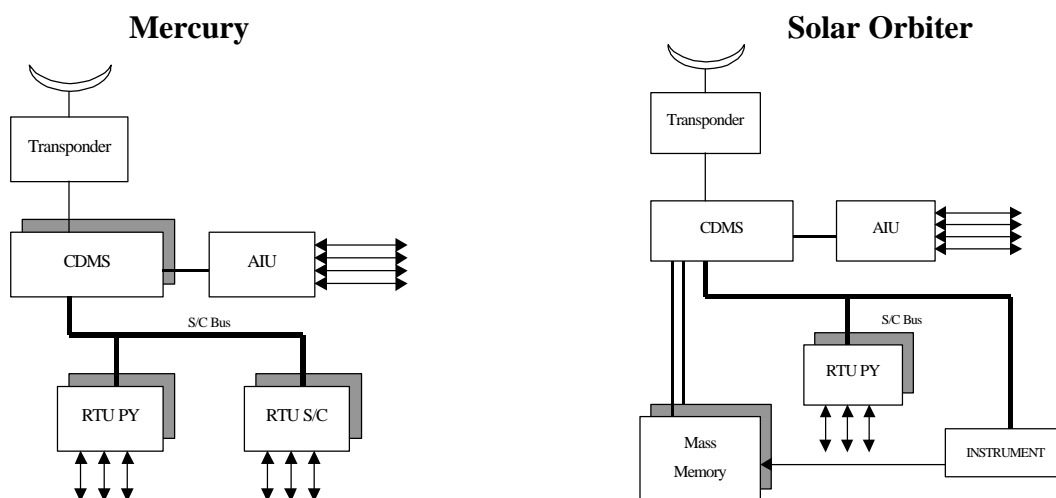 Mercury
Transponder
CDMS
AIU
S/C Bus
RTU PY
RTU S/C
Solar Orbiter
Transponder
CDMS
AIU
S/C Bus
RTU PY
Mass
Memory
INSTRUMENT